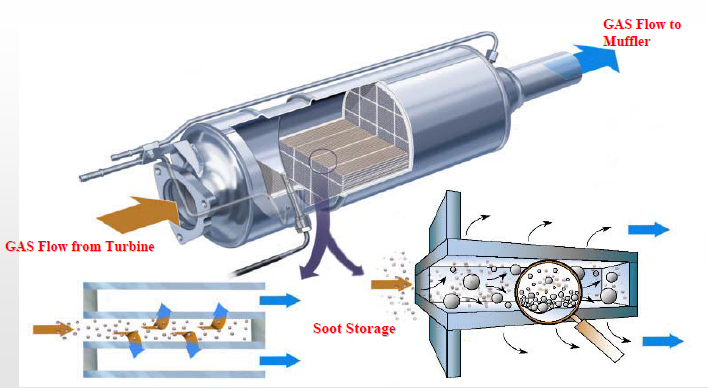 GAS Flow to
Muffler
GAS Flow from Turbine
Soot Storage